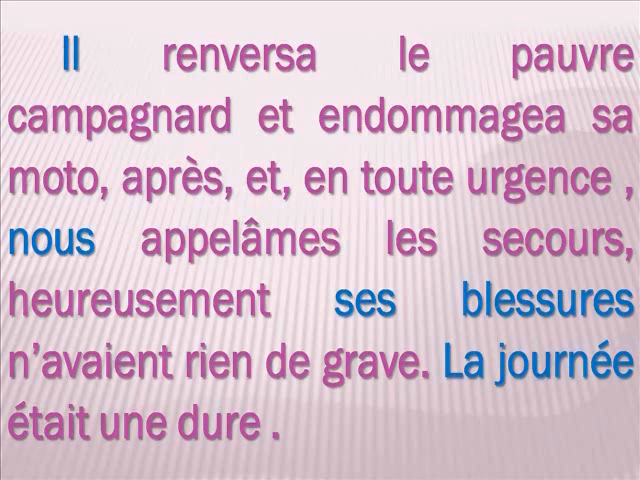 Il renversa le pauvre
campagnard et endommagea sa
moto, après, et, en toute urgence ,
nous appelâmes les secours,
heureusement ses blessures
n’avaient rien de grave. La journée
était une dure .